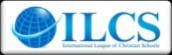 ILCS
International League of Christian Schools